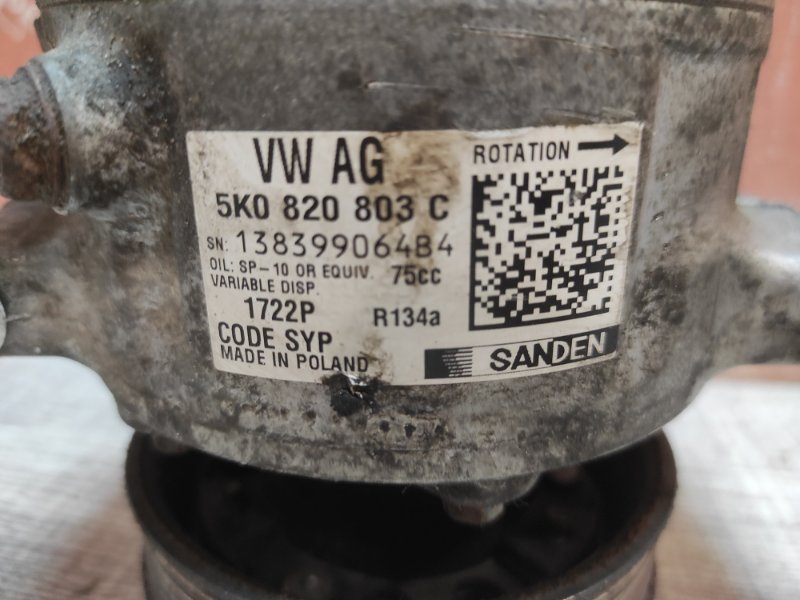 VW AG
ROTATION
5K0 820 803 C
SN: 138399064B4
OIL: SP-10 OR EQUIV. 75cc
VARIABLE DISP.
1722P R134a
CODE SYP
MADE IN POLAND
SANDEN